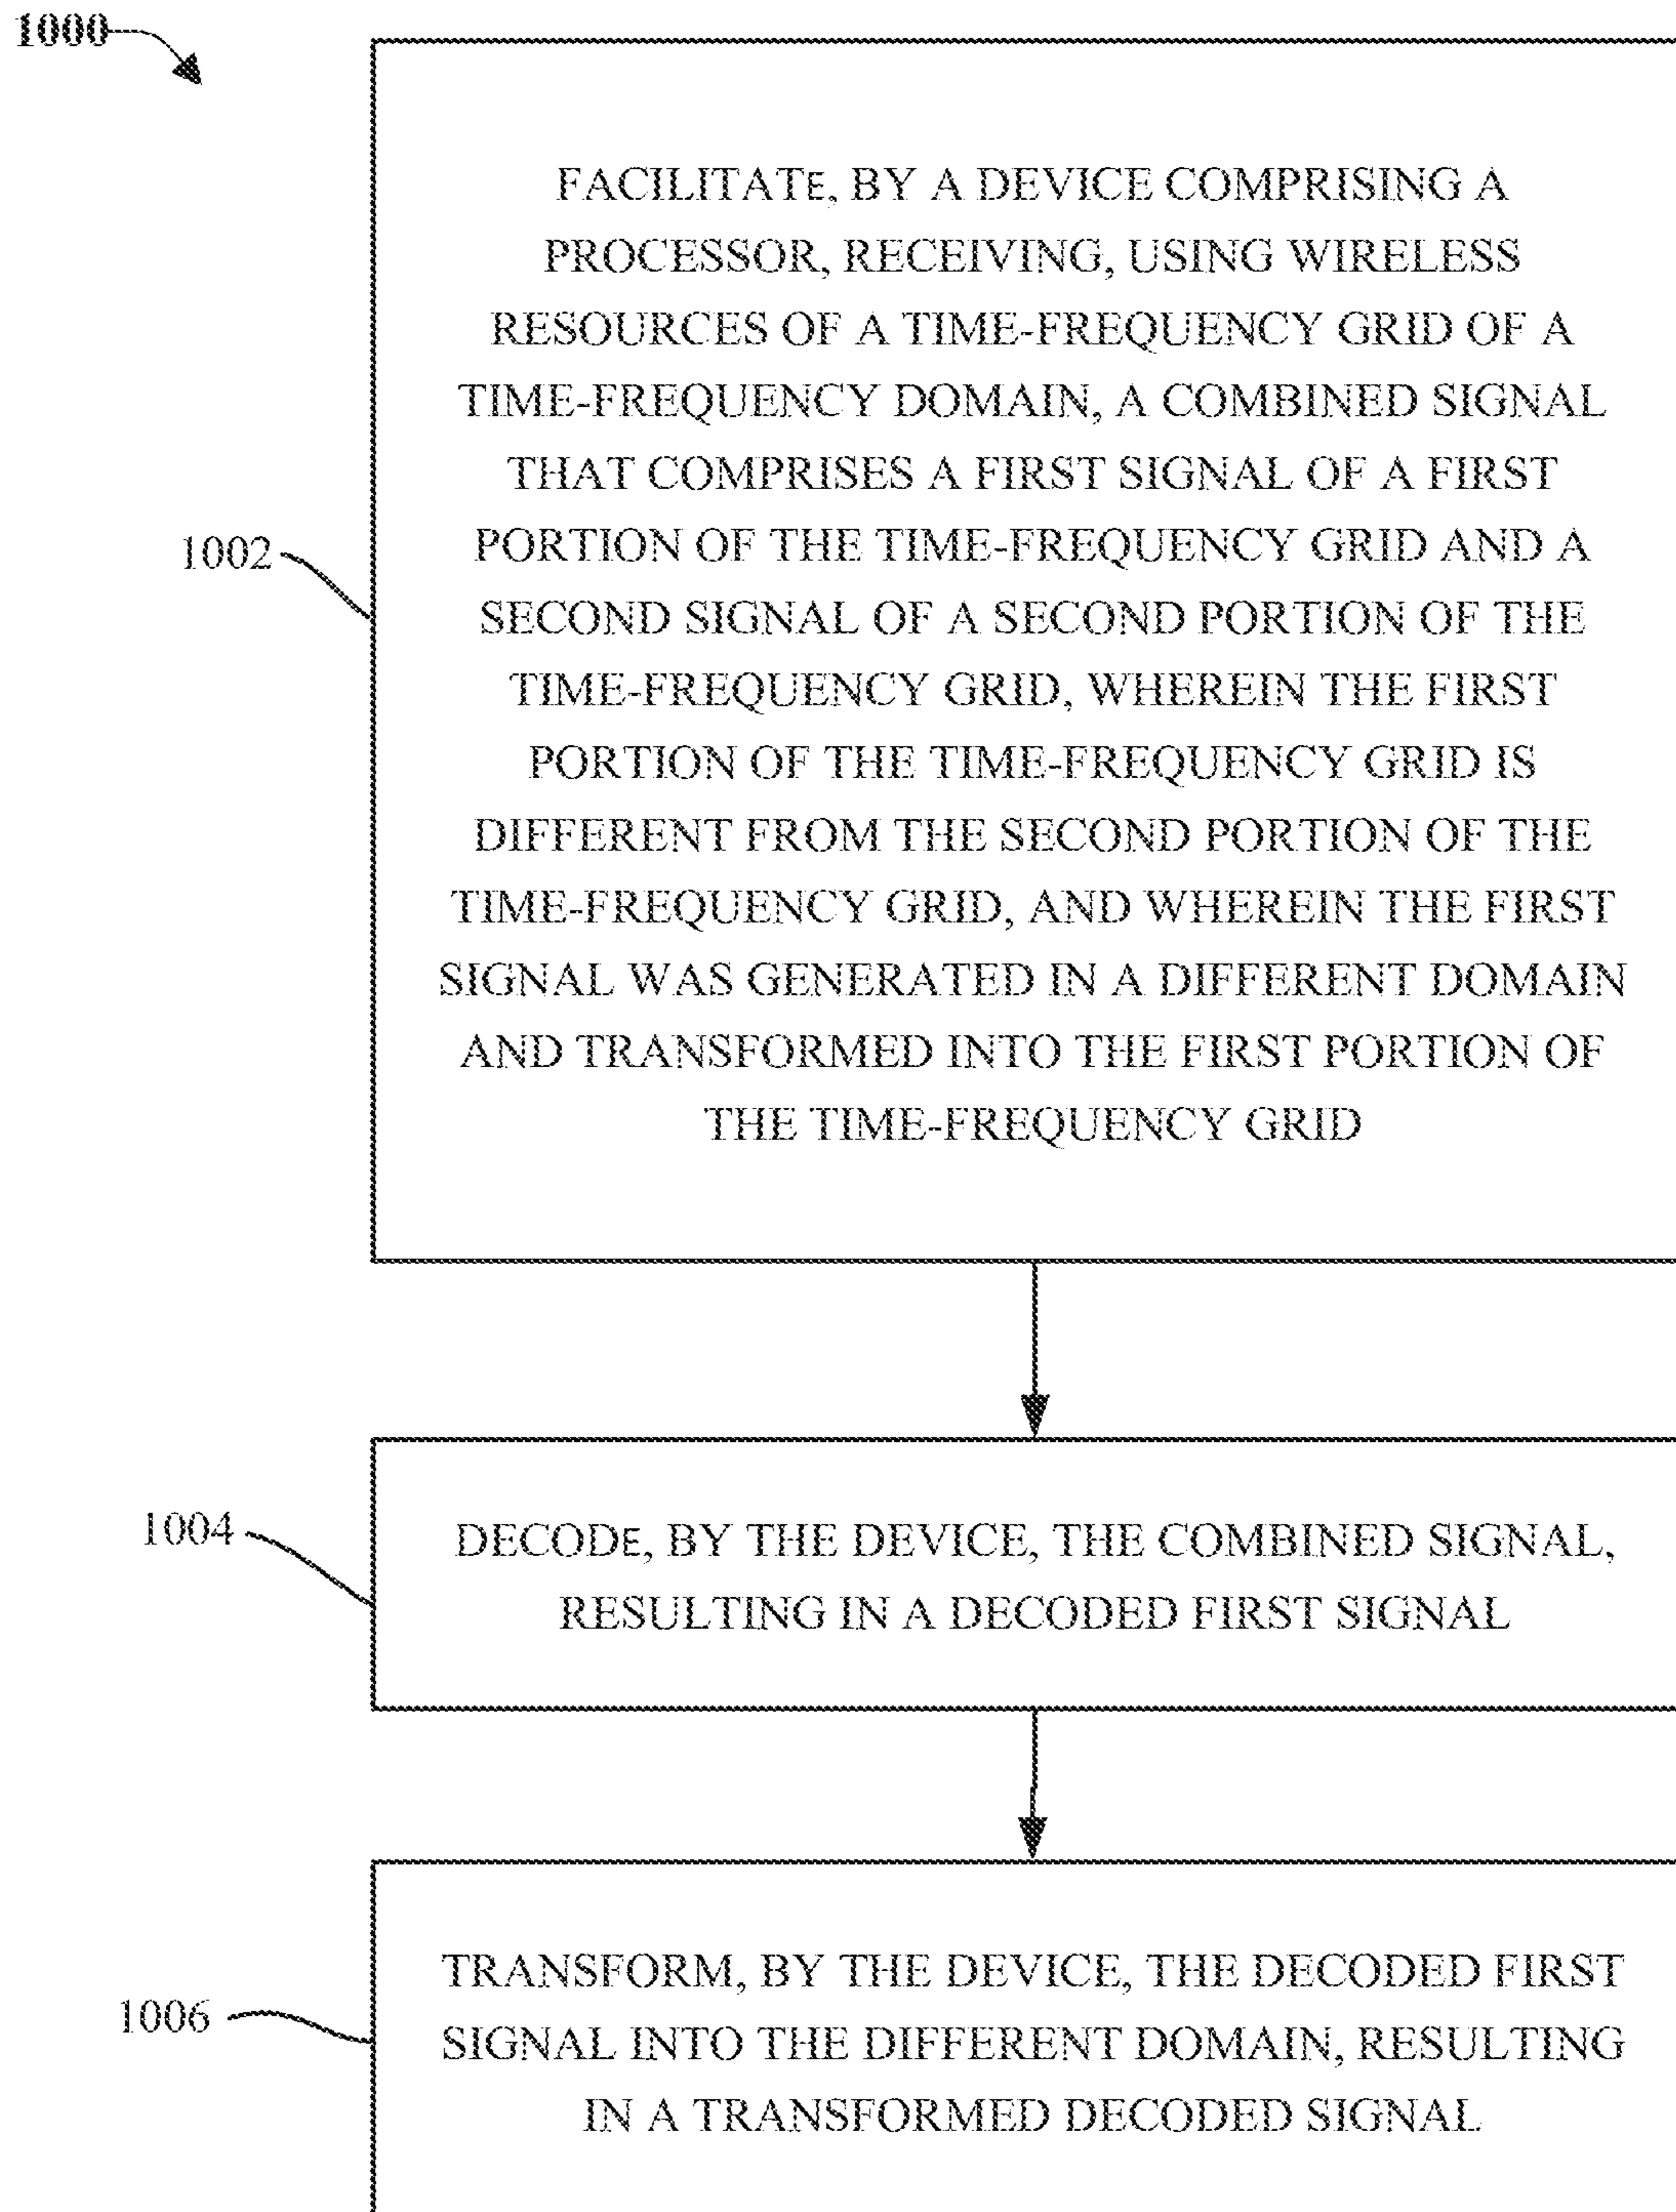 1000
FACILITATE, BY A DEVICE COMPRISING A
PROCESSOR, RECEIVING, USING WIRELESS
RESOURCES OF A TIME-FREQUENCY GRID OF A
TIME-FREQUENCY DOMAIN, A COMBINED SIGNAL
THAT COMPRISES A FIRST SIGNAL OF A FIRST
PORTION OF THE TIME-FREQUENCY GRID AND A
SECOND SIGNAL OF A SECOND PORTION OF THE
TIME-FREQUENCY GRID, WHEREIN THE FIRST
PORTION OF THE TIME-FREQUENCY GRID IS
DIFFERENT FROM THE SECOND PORTION OF THE
TIME-FREQUENCY GRID, AND WHEREIN THE FIRST
SIGNAL WAS GENERATED IN A DIFFERENT DOMAIN
AND TRANSFORMED INTO THE FIRST PORTION OF
THE TIME-FREQUENCY GRID
1002
DECODE, BY THE DEVICE, THE COMBINED SIGNAL,
RESULTING IN A DECODED FIRST SIGNAL
1004
TRANSFORM, BY THE DEVICE, THE DECODED FIRST
SIGNAL INTO THE DIFFERENT DOMAIN, RESULTING
IN A TRANSFORMED DECODED SIGNAL
1006